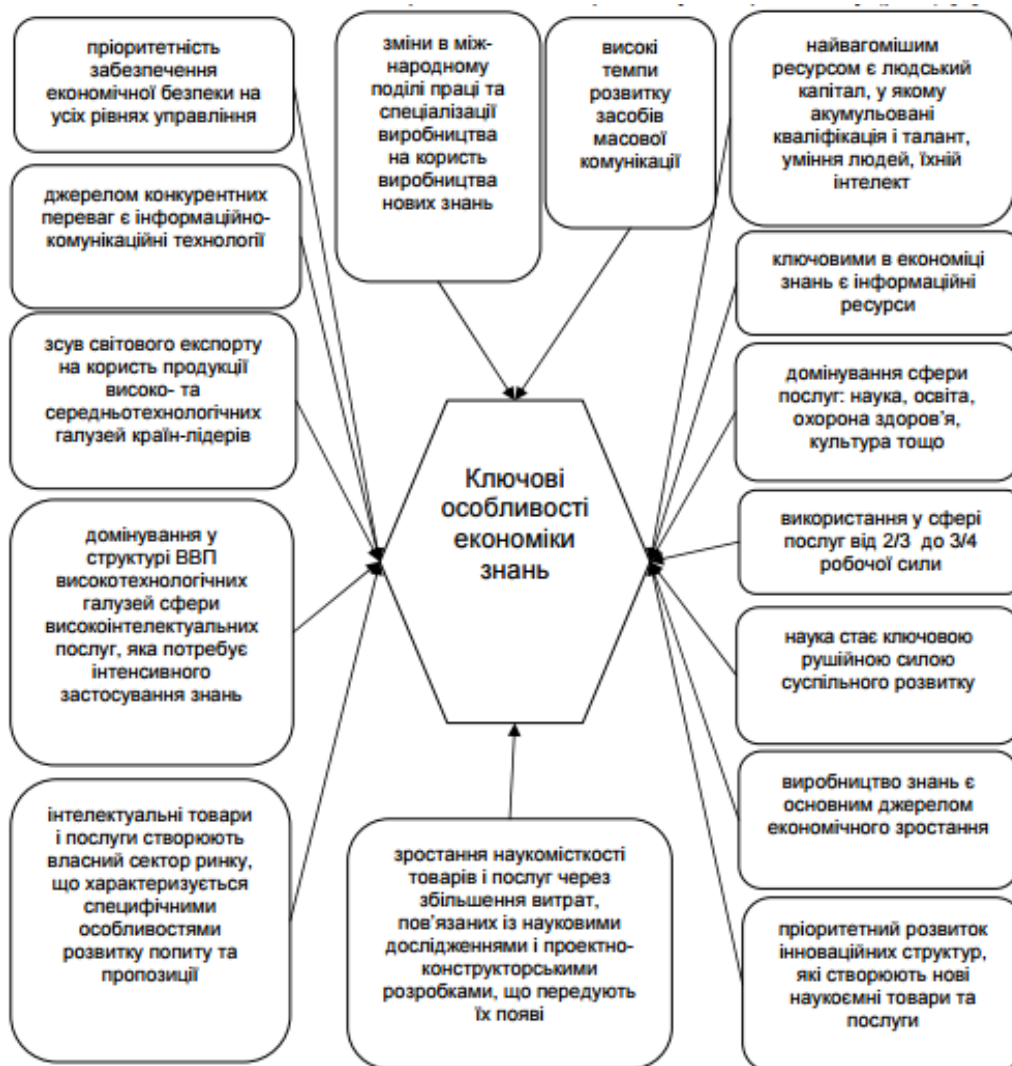 пріоритетність
забезпечення
економічної безпеки на
усіх рівнях управління
джерелом конкурентних
переваг є інформаційно-
комунікаційні технології
зсув світового експорту
на користь продукції
високо- та
середньотехнологічних
галузей країн-лідерів
домінування у
структурі ВВП
високотехнологічних
галузей сфери
високоінтелектуальних
послуг, яка потребує
інтенсивного
застосування знань
інтелектуальні товари
і послуги створюють
власний сектор ринку,
що характеризується
специфічними
особливостями
розвитку попиту та
пропозиції
зміни в між-
народному
поділі праці та
спеціалізації
виробництва
на користь
виробництва
нових знань
високі
темпи
розвитку
засобів
масової
комунікації
Ключові
особливості
економіки
знань
зростання наукомісткості
товарів і послуг через
збільшення витрат,
пов’язаних із науковими
дослідженнями і проектно-
конструкторськими
розробками, що передують
їх появі
найвагомішим
ресурсом є людський
капітал, у якому
акумульовані
кваліфікація і талант,
уміння людей, їхній
інтелект
ключовими в економіці
знань є інформаційні
ресурси
домінування сфери
послуг: наука, освіта,
охорона здоров’я,
культура тощо
використання у сфері
послуг від 2/3 до 3/4
робочої сили
наука стає ключовою
рушійною силою
суспільного розвитку
виробництво знань є
основним джерелом
економічного зростання
пріоритетний розвиток
інноваційних структур,
які створюють нові
наукоємні товари та
послуги